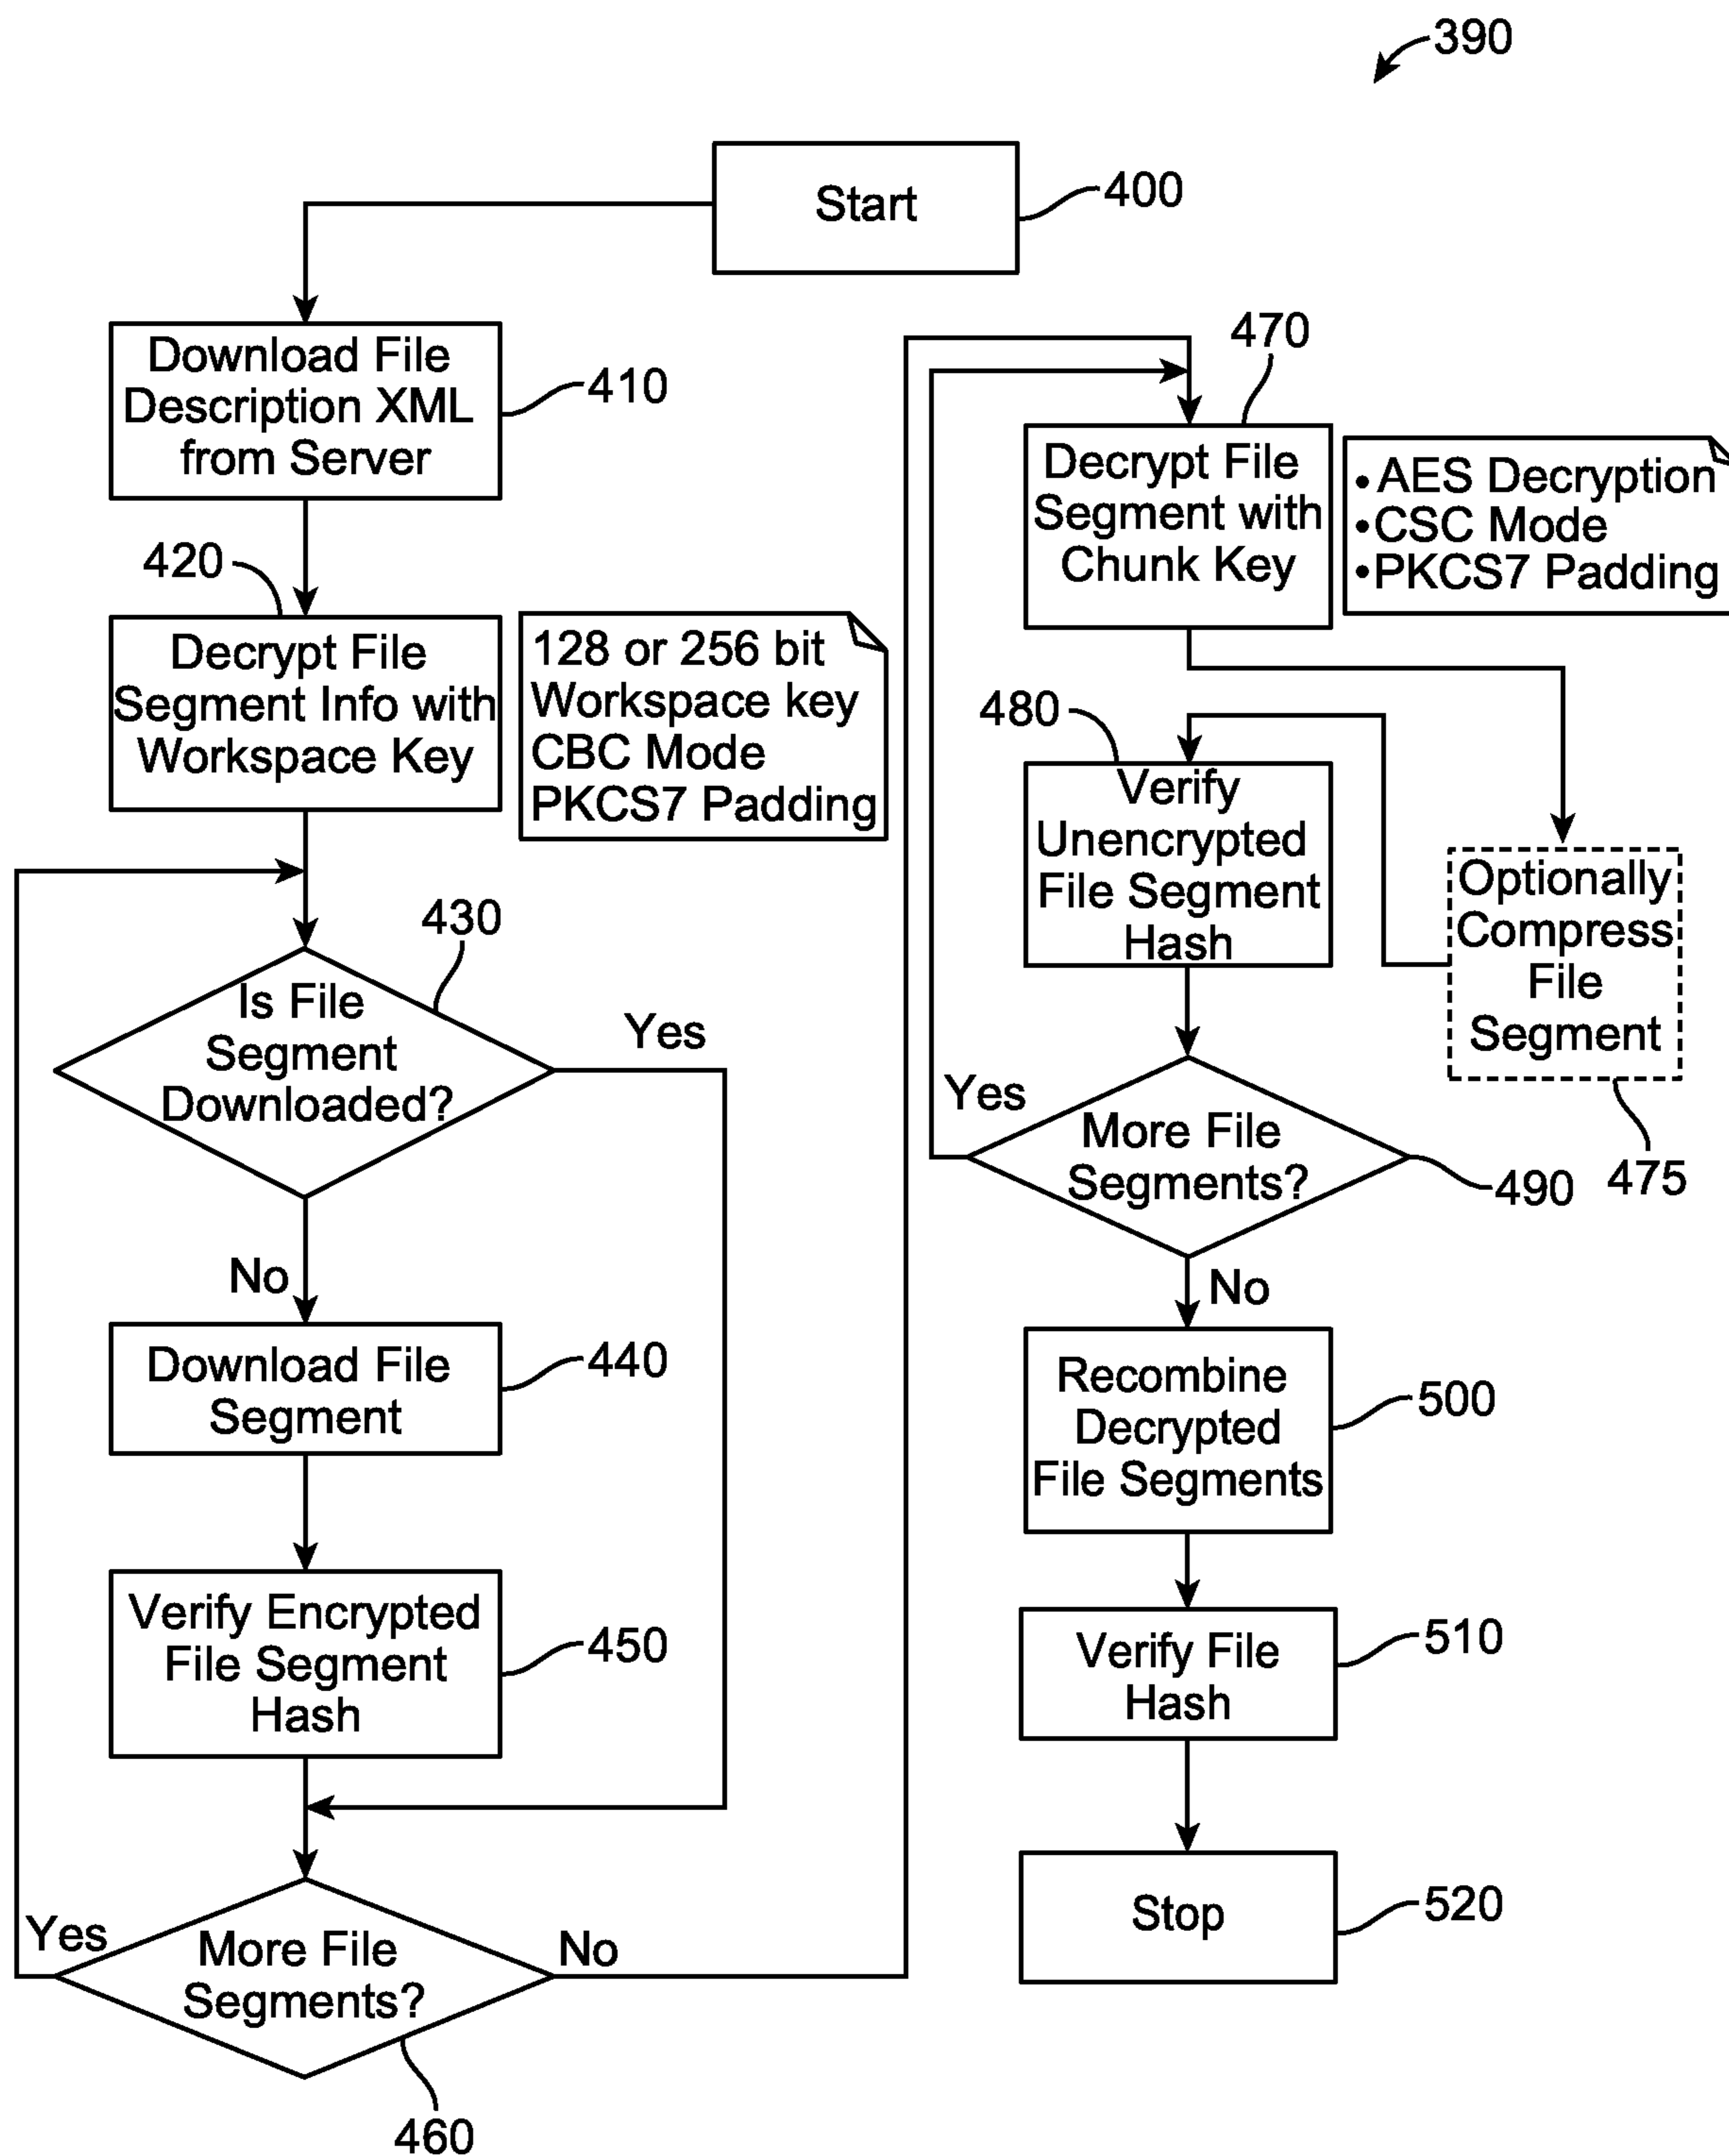 390
Start
400
Download File
Description XML
from Server
410
420
Decrypt File
Segment Info with
Workspace Key
128 or 256 bit
Workspace key
CBC Mode
PKCS7 Padding
430
Is File
Segment
Downloaded?
Yes
No
Download File
Segment
440
Verify Encrypted
File Segment
Hash
450
Yes
More File
Segments?
No
460
470
Decrypt File
Segment with
Chunk Key
• AES Decryption
• CSC Mode
• PKCS7 Padding
Optionally
Compress
File
Segment
475
480
Verify
Unencrypted
File Segment
Hash
Yes
More File
Segments?
490
No
Recombine
Decrypted
File Segments
500
Verify File
Hash
510
Stop
520